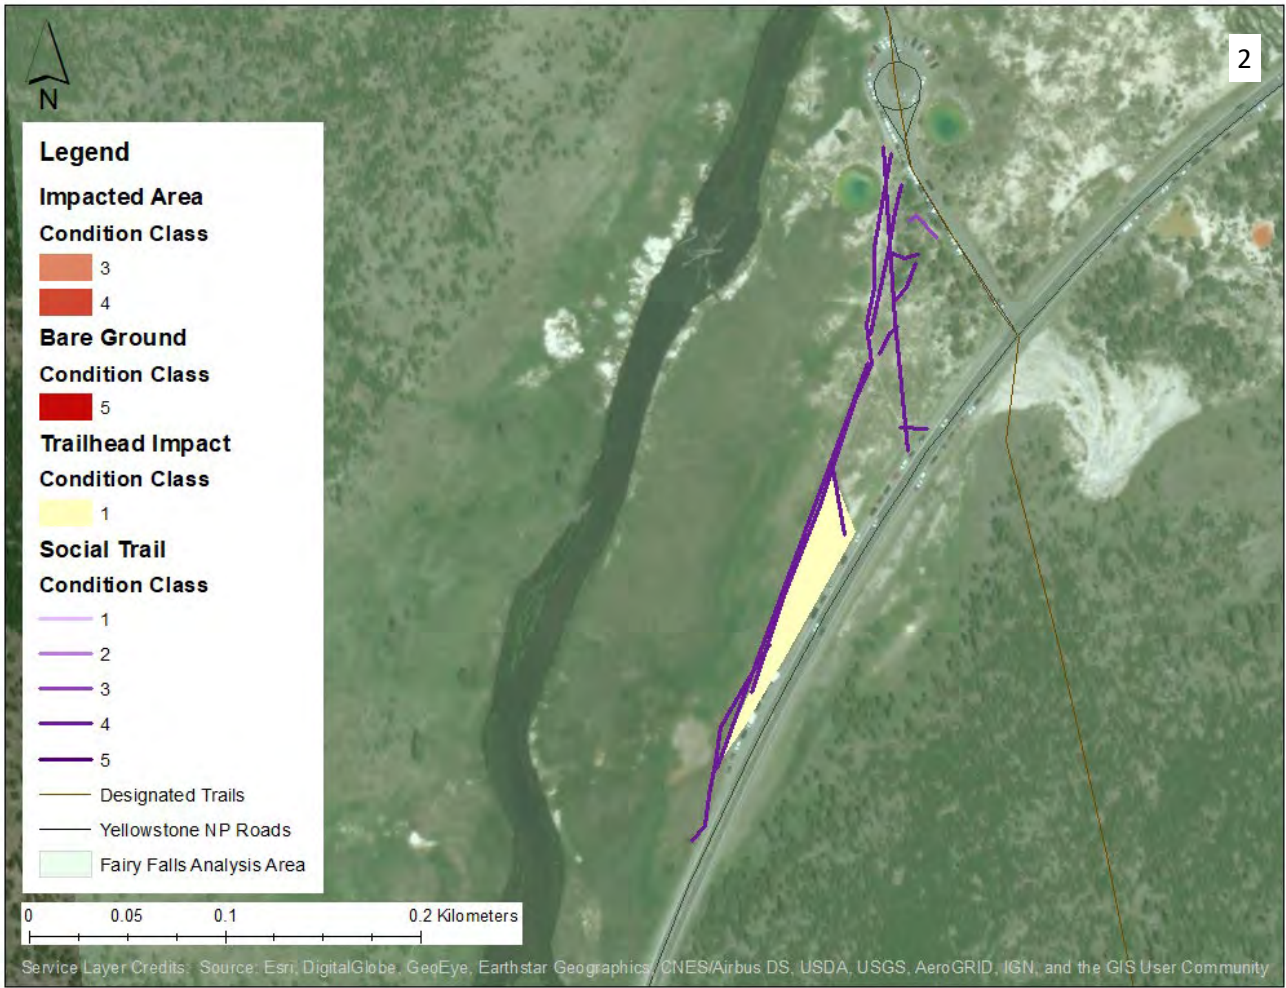 2
N
Legend
Impacted Area
Condition Class
3
4
Bare Ground
Condition Class
5
Trailhead Impact
Condition Class
1
Social Trail
Condition Class
1
2
3
4
5
Designated Trails
Yellowstone NP Roads
Fairy Falls Analysis Area
0 0.05 0.1 0.2 Kilometers
Service Layer Credits: Source: Esri, DigitalGlobe, GeoEye, Earthstar Geographics, CNES/Airbus DS, USDA, USGS, AeroGRID, IGN, and the GIS User Community